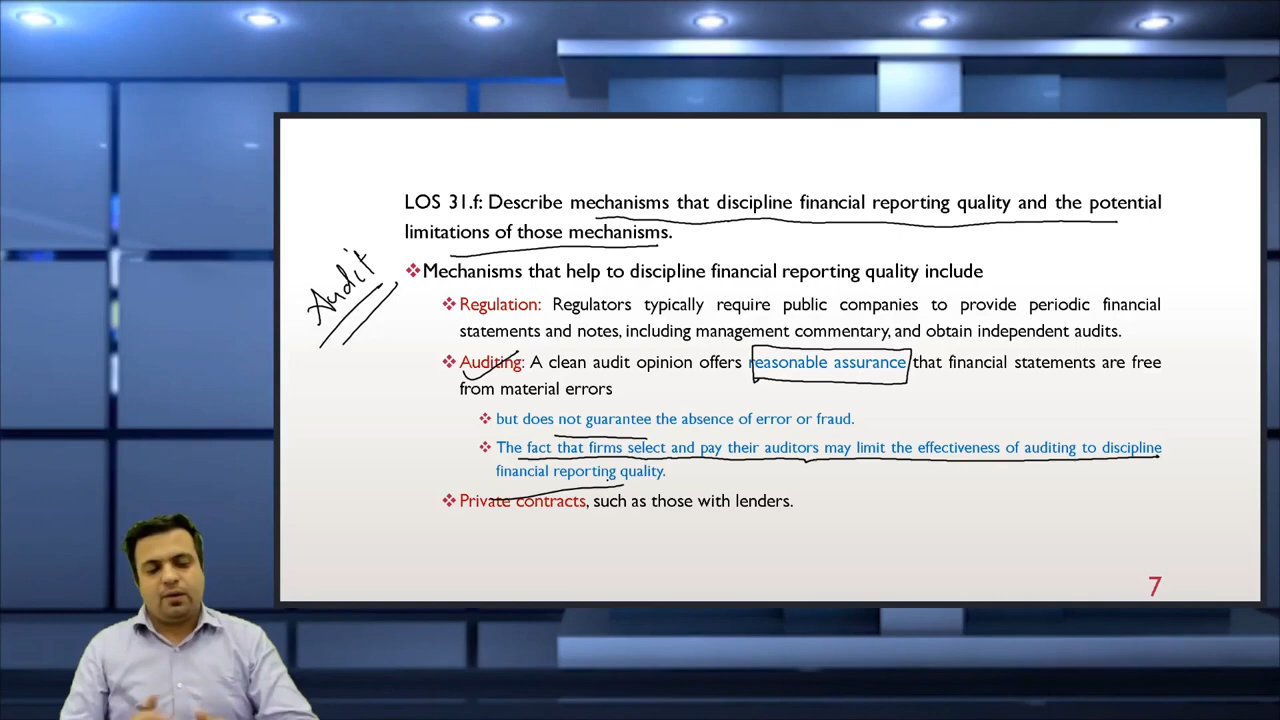 LOS 31.f: Describe mechanisms that discipline financial reporting quality and the potential
limitations of those mechanisms.
Audit
Mechanisms that help to discipline financial reporting quality include
Regulation: Regulators typically require public companies to provide periodic financial
statements and notes, including management commentary, and obtain independent audits.
Auditing: A clean audit opinion offers reasonable assurance that financial statements are free
from material errors
but does not guarantee the absence of error or fraud.
The fact that firms select and pay their auditors may limit the effectiveness of auditing to discipline
financial reporting quality.
Private contracts, such as those with lenders.
7